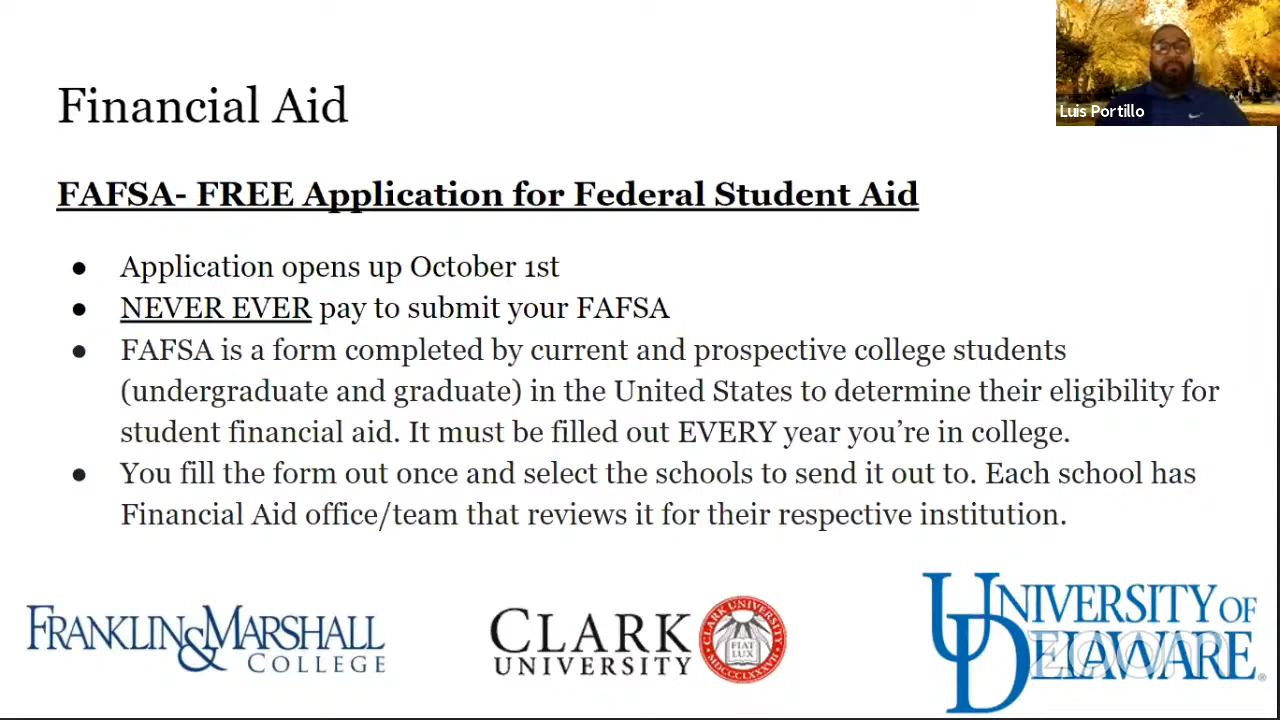 Financial Aid
Luis Portillo
FAFSA- FREE Application for Federal Student Aid
● Application opens up October 1st
● NEVER EVER pay to submit your FAFSA
● FAFSA is a form completed by current and prospective college students
(undergraduate and graduate) in the United States to determine their eligibility for
student financial aid. It must be filled out EVERY year you’re in college.
● You fill the form out once and select the schools to send it out to. Each school has
Financial Aid office/team that reviews it for their respective institution.
FRANKLIN & MARSHALL
COLLEGE
CLARK
UNIVERSITY
CLARK UNIVERSITY
FIAT
LUX
MDCCCLXXXVII
UNIVERSITY OF
DELAWARE®
zoom